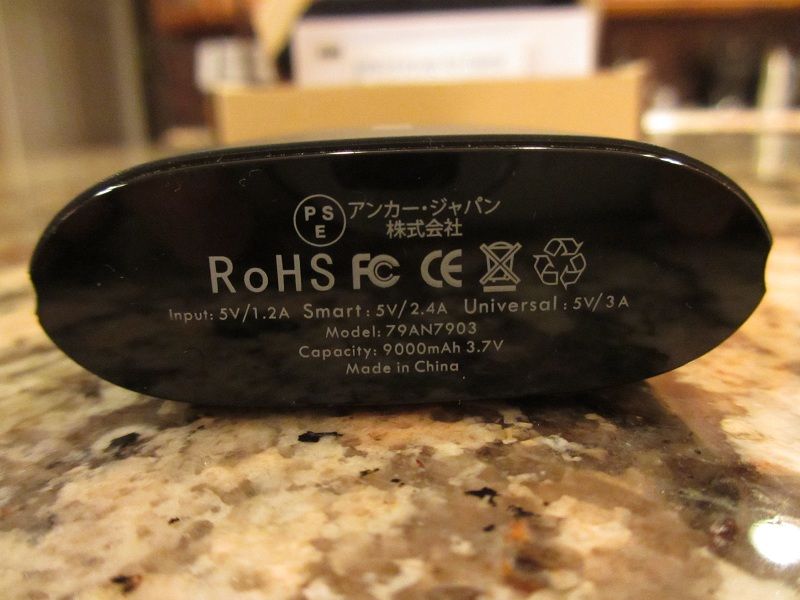 PSE アンカー・ジャパン
株式会社
RoHS FC CE
Input: 5V/1.2A Smart: 5V/2.4A Universal: 5V/3A
Model: 79AN7903
Capacity: 9000mAh 3.7V
Made in China